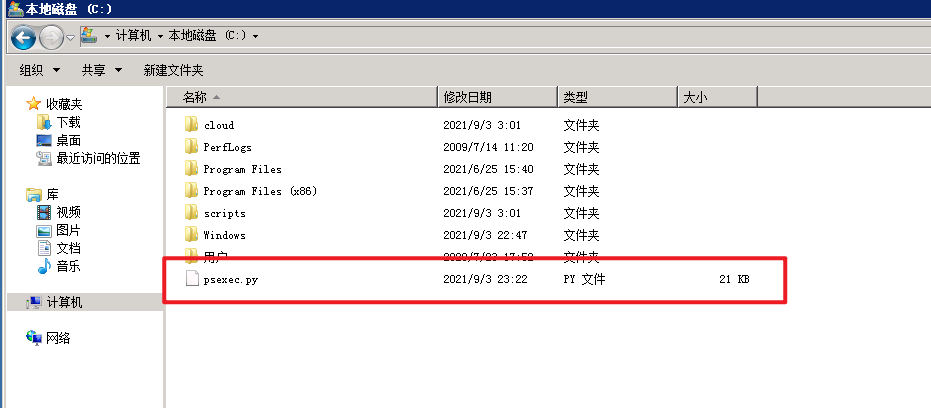 本地磁盘 (C:)
计算机 本地磁盘 (C:)
组织 共享 新建文件夹
收藏夹
下载
桌面
最近访问的位置
库
视频
图片
文档
音乐
计算机
网络
名称 修改日期 类型 大小
cloud 2021/9/3 3:01 文件夹
PerfLogs 2009/7/14 11:20 文件夹
Program Files 2021/6/25 15:40 文件夹
Program Files (x86) 2021/6/25 15:37 文件夹
scripts 2021/9/3 3:01 文件夹
Windows 2021/9/3 22:47 文件夹
用户 17:52 文件夹
psexec.py 2021/9/3 23:22 PY 文件 21 KB